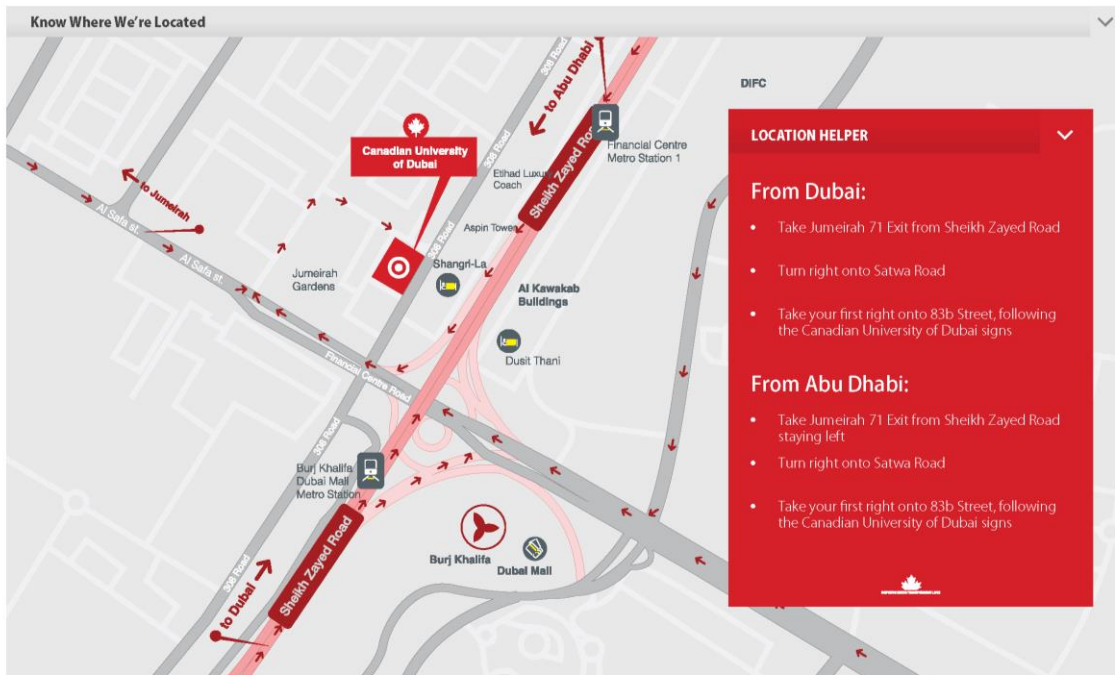 Know Where We're Located
308 Road
to Abu Dhabi
DIFC
Canadian University
of Dubai
308 Road
Sheikh Zayed Road
Financial Centre
Metro Station 1
Etihad Luxury
Coach
to Jumeirah
Al Safa st.
Aspin Tower
308 Road
Al Safa st.
Jumeirah
Gardens
Shangri-La
Al Kawakab
Buildings
Dusit Thani
Financial Centre Road
308 Road
Burj Khalifa
Dubai Mall
Metro Station
Sheikh Zayed Road
Burj Khalifa
Dubai Mall
308 Road
to Dubai
LOCATION HELPER
From Dubai:
• Take Jumeirah 71 Exit from Sheikh Zayed Road
• Turn right onto Satwa Road
• Take your first right onto 83b Street, following
the Canadian University of Dubai signs
From Abu Dhabi:
• Take Jumeirah 71 Exit from Sheikh Zayed Road
staying left
• Turn right onto Satwa Road
• Take your first right onto 83b Street, following
the Canadian University of Dubai signs